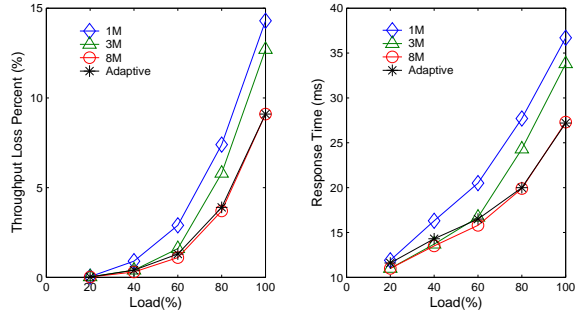 Throughput Loss Percent (%)
15
10
5
0
0 20 40 60 80 100
Load(%)
1M
3M
8M
Adaptive
Response Time (ms)
40
35
30
25
20
15
10
0 20 40 60 80 100
Load(%)
1M
3M
8M
Adaptive